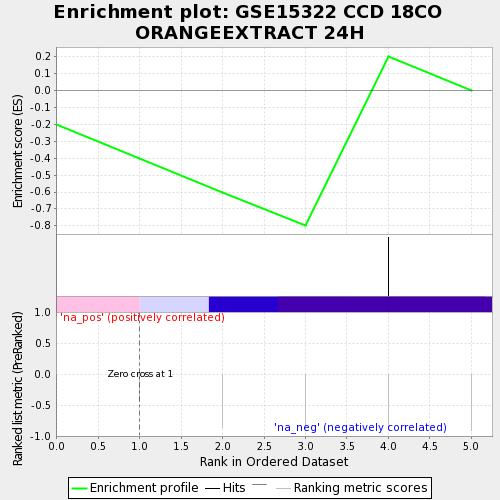 Enrichment plot: GSE15322 CCD 18CO
ORANGEEXTRACT 24H
Enrichment score (ES)
0.2
0.1
0.0
-0.1
-0.2
-0.3
-0.4
-0.5
-0.6
-0.7
-0.8
Ranked list metric (PreRanked)
1.0
0.5
0.0
-0.5
-1.0
'na_pos' (positively correlated)
Zero cross at 1
'na_neg' (negatively correlated)
0.0 0.5 1.0 1.5 2.0 2.5 3.0 3.5 4.0 4.5 5.0
Rank in Ordered Dataset
Enrichment profile Hits Ranking metric scores